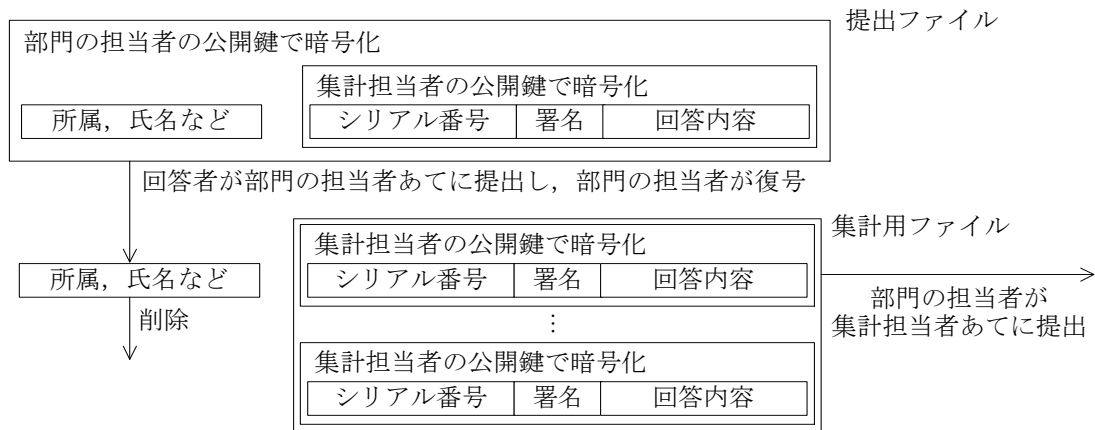 提出ファイル
部門の担当者の公開鍵で暗号化
集計担当者の公開鍵で暗号化
所属，氏名など
シリアル番号 署名 回答内容
回答者が部門の担当者あてに提出し，部門の担当者が復号
集計用ファイル
集計担当者の公開鍵で暗号化
所属，氏名など
シリアル番号 署名 回答内容
部門の担当者が
集計担当者あてに提出
削除
⋮
集計担当者の公開鍵で暗号化
シリアル番号 署名 回答内容